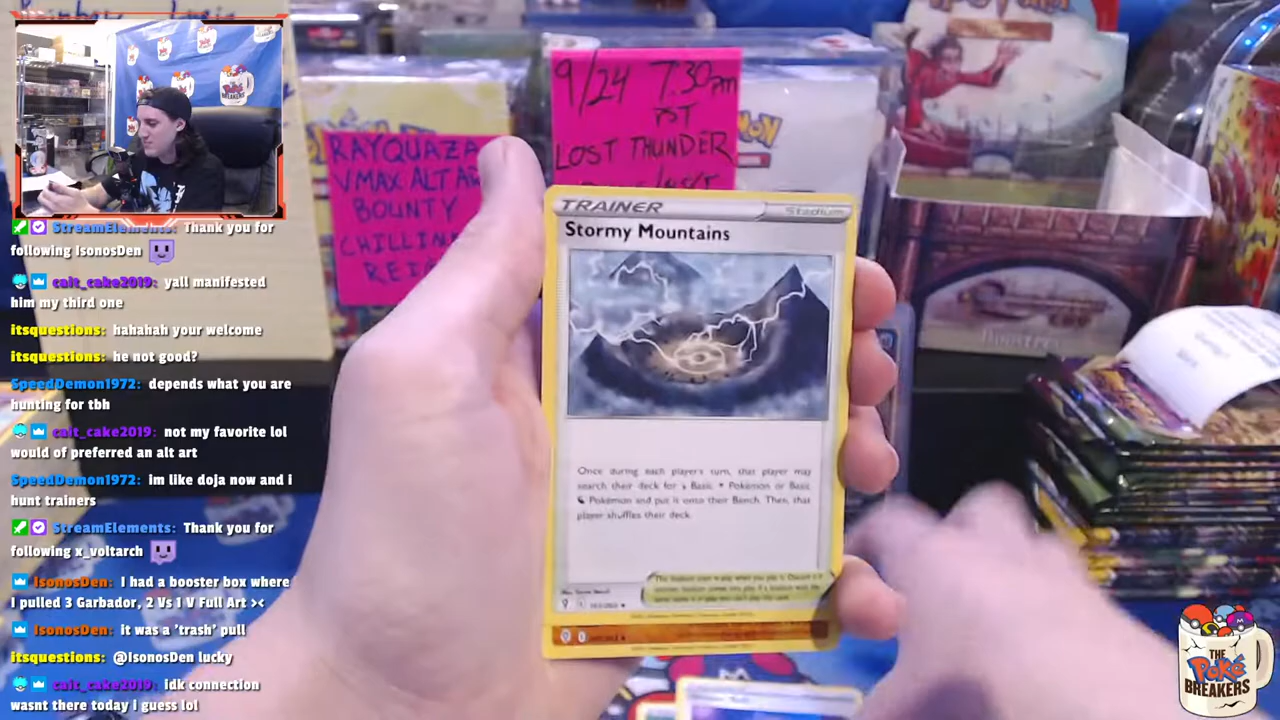 StreamElements: Thank you for
following IsonosDen
cait_cake2019: yall manifested
him my third one
itsquestions: hahahah your welcome
itsquestions: he not good?
SpeedDemon1972: depends what you are
hunting for tbh
cait_cake2019: not my favorite lol
would of preferred an alt art
SpeedDemon1972: im like doja now and i
hunt trainers
StreamElements: Thank you for
following x_voltarch
IsonosDen: I had a booster box where
I pulled 3 Garbador, 2 Vs 1 V Full Art ><
IsonosDen: it was a 'trash' pull
itsquestions: @IsonosDen lucky
cait_cake2019: idk connection
wasnt there today I guess lol
RAYQUAZA
VMAX ALT AR
BOUNTY
CHILLIN
REI
9/24 7:30pm
PST
LOST THUNDER
TRAINER Stadium
Stormy Mountains
Once during each player's turn, that player may
search their deck for a Basic Pokémon or Basic
Pokémon and put it onto their Bench. Then, that
player shuffles their deck.
THE
Poké
BREAKERS